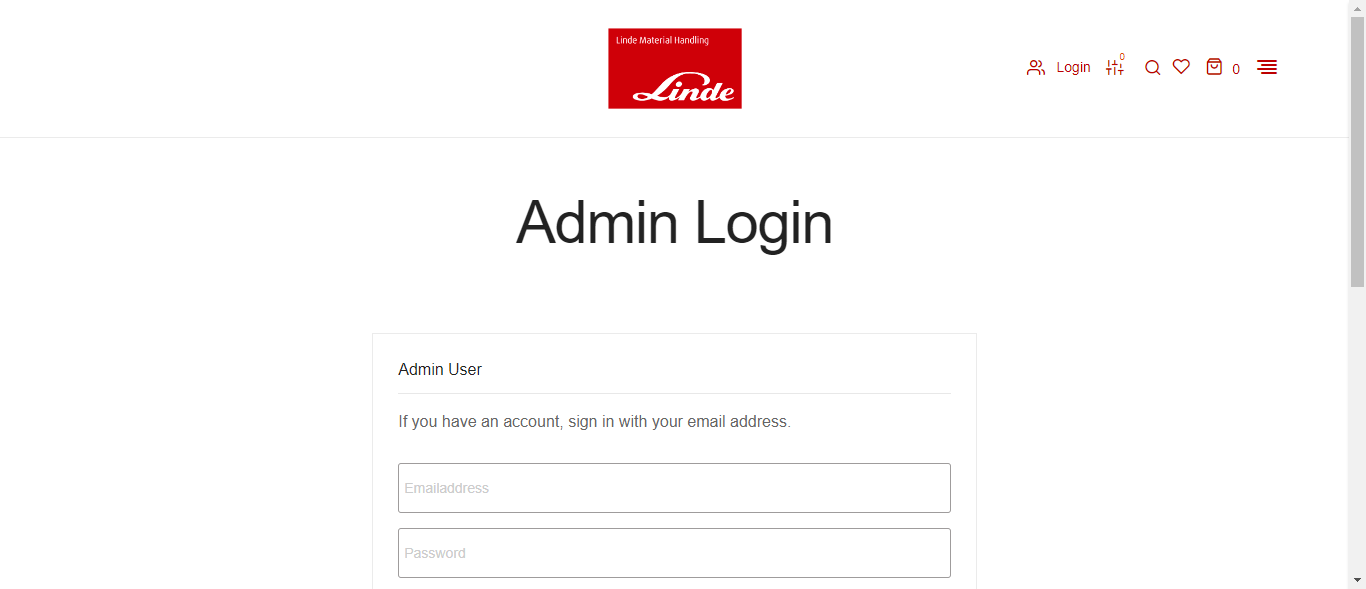 Linde Material Handling
Linde
Login
0
0
Admin Login
Admin User
If you have an account, sign in with your email address.
Emailaddress
Password